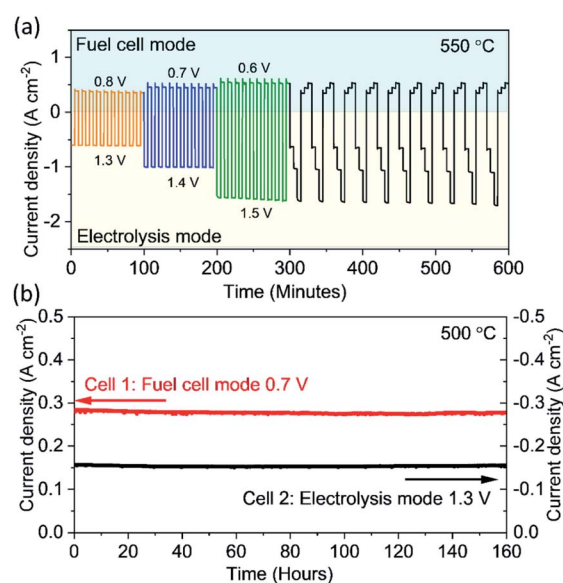 (a)
Fuel cell mode
550 °C
0.8 V
0.7 V
0.6 V
1.3 V
1.4 V
1.5 V
Electrolysis mode
Current density (A cm-2)
1
0
-1
-2
0 100 200 300 400 500 600
Time (Minutes)
(b)
500 °C
Cell 1: Fuel cell mode 0.7 V
Cell 2: Electrolysis mode 1.3 V
Current density (A cm-2)
0.5
0.4
0.3
0.2
0.1
0.0
-0.5
-0.4
-0.3
-0.2
-0.1
0.0
Current density (A cm-2)
0 20 40 60 80 100 120 140 160
Time (Hours)